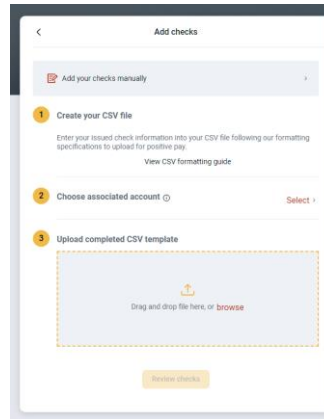 Add checks
Add your checks manually
1 Create your CSV file
Enter your issued check information into your CSV file following our formatting
specifications to upload for positive pay.
View CSV formatting guide
2 Choose associated account
Select
3 Upload completed CSV template
Drag and drop file here, or browse
Review checks